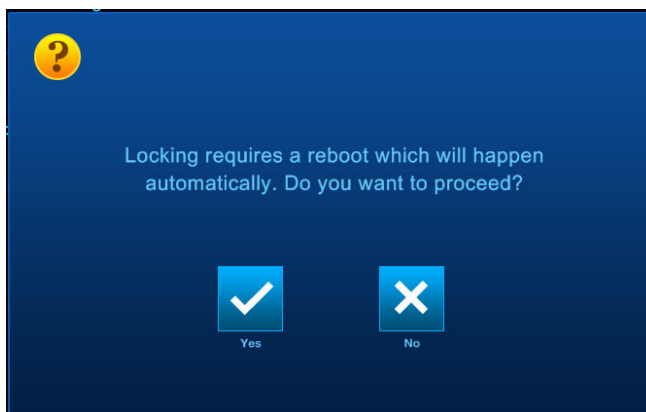 ?
Locking requires a reboot which will happen
automatically. Do you want to proceed?
Yes
No